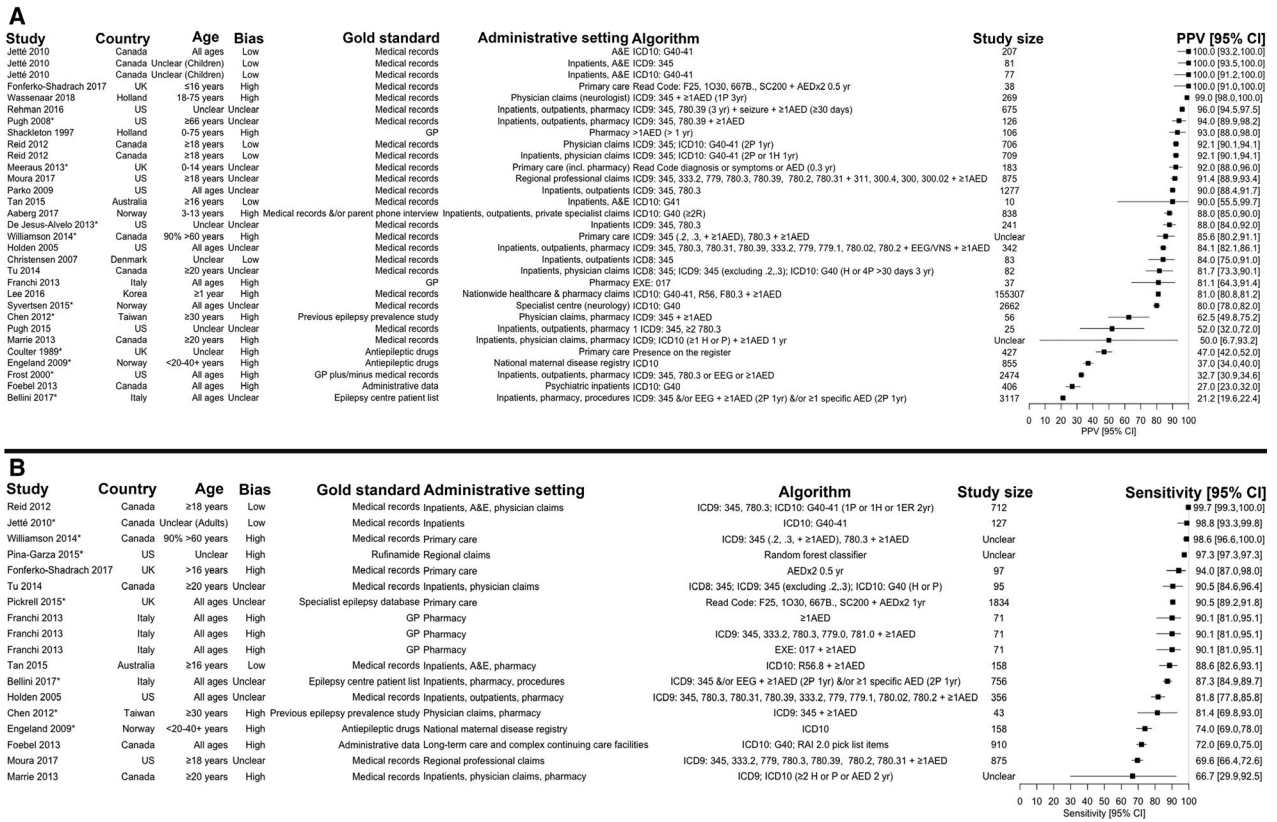 A
Study Country Age Bias Gold standard Administrative setting Algorithm Study size PPV [95% CI]
Jetté 2010 Canada All ages Low Medical records A&E ICD10: G40-41 207 100.0 [93.2,100.0]
Jetté 2010 Canada Unclear (Children) Low Medical records Inpatients, A&E ICD9: 345 81 100.0 [93.5,100.0]
Jetté 2010 Canada Unclear (Children) Low Medical records Inpatients, A&E ICD10: G40-41 77 100.0 [91.2,100.0]
Fonferko-Shadrach 2017 UK ≤16 years High Medical records Primary care Read Code: F25, 1O30, 667B., SC200 + AEDx2 0.5 yr 38 100.0 [91.0,100.0]
Wassenaar 2018 Holland 18-75 years High Medical records Physician claims (neurologist) ICD9: 345 + ≥1AED (1P 3yr) 269 99.0 [98.0,100.0]
Rehman 2016 US Unclear Unclear Medical records Inpatients, outpatients, pharmacy ICD9: 345, 780.39 (3 yr) + seizure + ≥1AED (≥30 days) 675 96.0 [94.5,97.5]
Pugh 2008* US ≥66 years Unclear Medical records Inpatients, outpatients, pharmacy ICD9: 345, 780.39 + ≥1AED 126 94.0 [89.9,98.2]
Shackleton 1997 Holland 0-75 years High GP Pharmacy >1AED (> 1 yr) 106 93.0 [88.0,98.0]
Reid 2012 Canada ≥18 years Low Medical records Physician claims ICD9: 345; ICD10: G40-41 (2P 1yr) 706 92.1 [90.1,94.1]
Reid 2012 Canada ≥18 years Low Medical records Inpatients, physician claims ICD10: G40-41 (2P or 1H 1yr) 709 92.1 [90.1,94.1]
Meeraus 2013* UK 0-14 years Unclear Medical records Primary care (incl. pharmacy) Read Code diagnosis or symptoms or AED (0.3 yr) 183 92.0 [88.0,96.0]
Moura 2017 US ≥18 years Unclear Medical records Regional professional claims ICD9: 345, 333.2, 779, 780.3, 780.39, 780.2, 780.31 + 311, 300.4, 300, 300.02 + ≥1AED 875 91.4 [88.9,93.4]
Parko 2009 US All ages Unclear Medical records Inpatients, outpatients ICD9: 345, 780.3 1277 90.0 [88.4,91.7]
Tan 2015 Australia ≥16 years Low Medical records Inpatients, A&E ICD10: G41 10 90.0 [55.5,99.7]
Aaberg 2017 Norway 3-13 years High Medical records &/or parent phone interview Inpatients, outpatients, private specialist claims ICD10: G40 (≥2R) 838 88.0 [85.0,90.0]
De Jesus-Alvelo 2013* US Unclear Unclear Medical records Inpatients ICD9: 345, 780.3 241 88.0 [84.0,92.0]
Williamson 2014* Canada 90% >60 years High Medical records Primary care ICD9: 345 (.2, .3, + ≥1AED), 780.3 + ≥1AED Unclear 85.6 [80.2,91.1]
Holden 2005 US All ages Unclear Medical records Inpatients, outpatients, pharmacy ICD9: 345, 780.3, 780.31, 780.39, 333.2, 779, 779.1, 780.02, 780.2 + EEG/VNS + ≥1AED 342 84.1 [82.1,86.1]
Christensen 2007 Denmark Unclear Low Medical records Inpatients ICD8: 345 83 84.0 [75.0,91.0]
Tu 2014 Canada ≥20 years Unclear Medical records Inpatients, physician claims ICD8: 345; ICD9: 345 (excluding .2,.3); ICD10: G40 (H or 4P >30 days 3 yr) 82 81.7 [73.3,90.1]
Franchi 2013 Italy All ages High GP Pharmacy EXE: 017 37 81.1 [64.3,91.4]
Lee 2016 Korea ≥1 year High Medical records Nationwide healthcare & pharmacy claims ICD10: G40-41, R56, F80.3 + ≥1AED 155307 81.0 [80.8,81.2]
Syvertsen 2015* Norway All ages Unclear Medical records Specialist centre (neurology) ICD10: G40 2662 80.0 [78.0,82.0]
Chen 2012* Taiwan ≥30 years High Previous epilepsy prevalence study Physician claims, pharmacy ICD9: 345 + ≥1AED 56 62.5 [49.8,75.2]
Pugh 2015 US Unclear Unclear Medical records Inpatients, outpatients, pharmacy 1 ICD9: 345, ≥2 780.3 25 52.0 [32.0,72.0]
Marrie 2013 Canada ≥20 years High Medical records Inpatients, physician claims, pharmacy ICD9; ICD10 (≥1 H or P) + ≥1AED 1 yr Unclear 50.0 [6.7,93.2]
Coulter 1989* UK Unclear High Antiepileptic drugs Primary care Presence on the register 427 47.0 [42.0,52.0]
Engeland 2009* Norway <20-40+ years High Antiepileptic drugs National maternal disease registry ICD10 855 37.0 [34.0,40.0]
Frost 2000* US All ages High GP plus/minus medical records Inpatients, outpatients, pharmacy ICD9: 345, 780.3 or EEG or ≥1AED 2474 32.7 [30.9,34.6]
Foebel 2013 Canada All ages High Administrative data Psychiatric inpatients ICD10: G40 406 27.0 [23.0,32.0]
Bellini 2017* Italy All ages Unclear Epilepsy centre patient list Inpatients, pharmacy, procedures ICD9: 345 &/or EEG + ≥1AED (2P 1yr) &/or ≥1 specific AED (2P 1yr) 3117 21.2 [19.6,22.4]
0 10 20 30 40 50 60 70 80 90 100
PPV [95% CI]
B
Study Country Age Bias Gold standard Administrative setting Algorithm Study size Sensitivity [95% CI]
Reid 2012 Canada ≥18 years Low Medical records Inpatients, A&E, physician claims ICD9: 345, 780.3; ICD10: G40-41 (1P or 1H or 1ER 2yr) 712 99.7 [99.3,100.0]
Jetté 2010* Canada Unclear (Adults) Low Medical records Inpatients ICD10: G40-41 127 98.8 [93.3,99.8]
Williamson 2014* Canada 90% >60 years High Medical records Primary care ICD9: 345 (.2, .3, + ≥1AED), 780.3 + ≥1AED Unclear 98.6 [96.6,100.0]
Pina-Garza 2015* US Unclear High Rufinamide Regional claims Random forest classifier Unclear 97.3 [97.3,97.3]
Fonferko-Shadrach 2017 UK >16 years High Medical records Primary care AEDx2 0.5 yr 97 94.0 [87.0,98.0]
Tu 2014 Canada ≥20 years Unclear Medical records Inpatients, physician claims ICD8: 345; ICD9: 345 (excluding .2,.3); ICD10: G40 (H or P) 95 90.5 [84.6,96.4]
Pickrell 2015* UK All ages Unclear Specialist epilepsy database Primary care Read Code: F25, 1O30, 667B., SC200 + AEDx2 1yr 1834 90.5 [89.2,91.8]
Franchi 2013 Italy All ages High GP Pharmacy ≥1AED 71 90.1 [81.0,95.1]
Franchi 2013 Italy All ages High GP Pharmacy ICD9: 345, 333.2, 780.3, 779.0, 781.0 + ≥1AED 71 90.1 [81.0,95.1]
Franchi 2013 Italy All ages High GP Pharmacy EXE: 017 + ≥1AED 71 90.1 [81.0,95.1]
Tan 2015 Australia ≥16 years Low Medical records Inpatients, A&E, pharmacy ICD10: R56.8 + ≥1AED 158 88.6 [82.6,93.1]
Bellini 2017* Italy All ages Unclear Epilepsy centre patient list Inpatients, pharmacy, procedures ICD9: 345 &/or EEG + ≥1AED (2P 1yr) &/or ≥1 specific AED (2P 1yr) 756 87.3 [84.9,89.7]
Holden 2005 US All ages Unclear Medical records Inpatients, outpatients, pharmacy ICD9: 345, 780.3, 780.31, 780.39, 333.2, 779, 779.1, 780.02, 780.2 + ≥1AED 356 81.8 [77.8,85.8]
Chen 2012* Taiwan ≥30 years High Previous epilepsy prevalence study Physician claims, pharmacy ICD9: 345 + ≥1AED 43 81.4 [69.8,93.0]
Engeland 2009* Norway <20-40+ years High Antiepileptic drugs National maternal disease registry ICD10 158 74.0 [69.0,78.0]
Foebel 2013 Canada All ages High Administrative data Long-term care and complex continuing care facilities ICD10: G40; RAI 2.0 pick list items 910 72.0 [69.0,75.0]
Moura 2017 US ≥18 years Unclear Medical records Regional professional claims ICD9: 345, 333.2, 779, 780.3, 780.39, 780.2, 780.31 + ≥1AED 875 69.6 [66.4,72.6]
Marrie 2013 Canada ≥20 years High Medical records Inpatients, physician claims, pharmacy ICD9; ICD10 (≥2 H or P or AED 2 yr) Unclear 66.7 [29.9,92.5]
0 10 20 30 40 50 60 70 80 90 100
Sensitivity [95% CI]